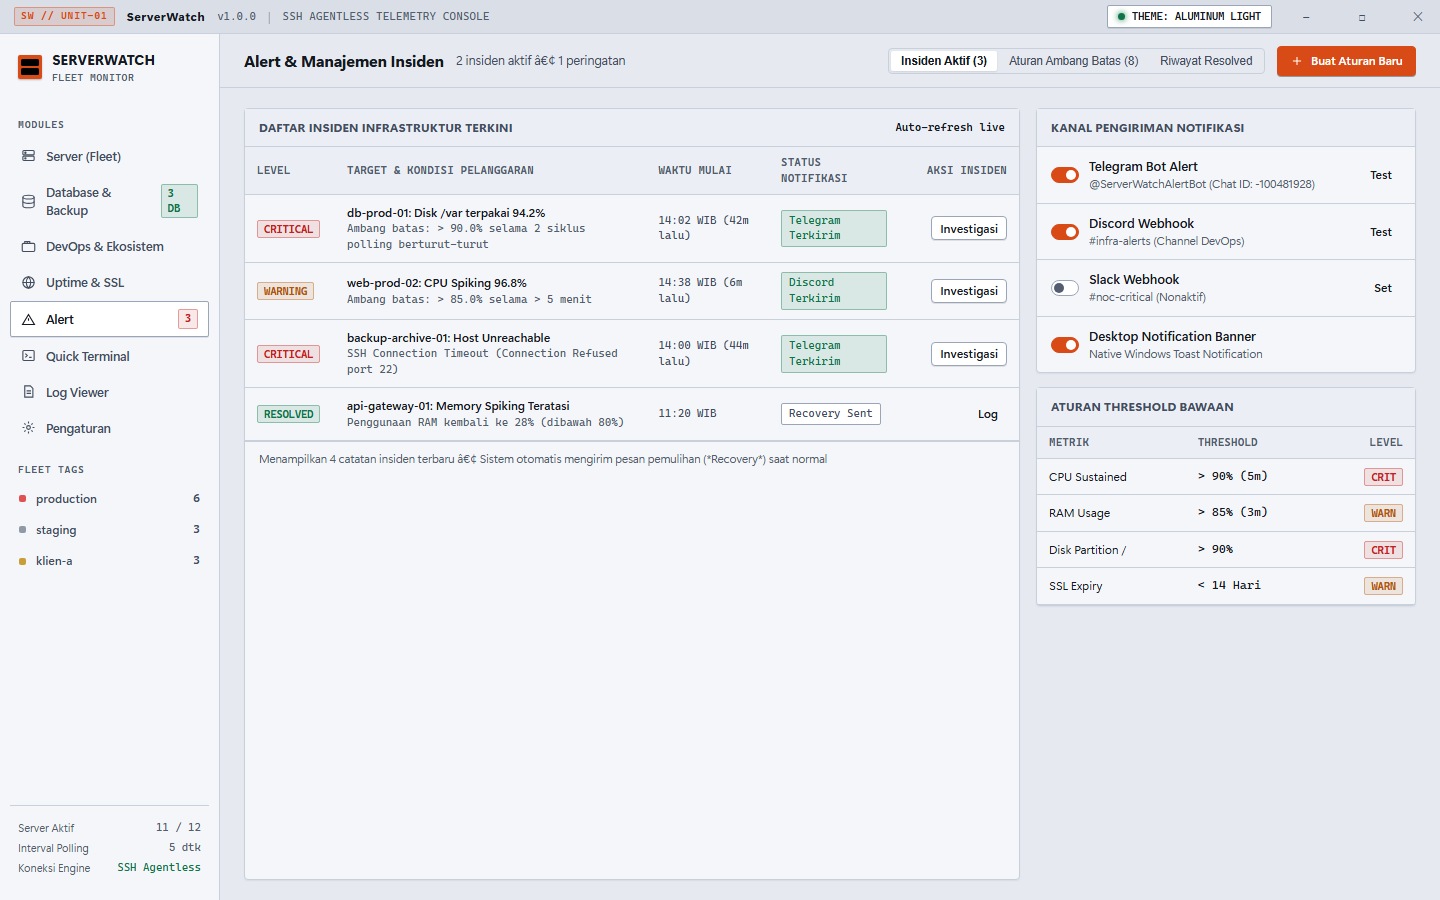 SW // UNIT-01 ServerWatch v1.0.0 | SSH AGENTLESS TELEMETRY CONSOLE
THEME: ALUMINUM LIGHT
SERVERWATCH
FLEET MONITOR
MODULES
Server (Fleet)
Database &
Backup
3
DB
DevOps & Ekosistem
Uptime & SSL
Alert 3
Quick Terminal
Log Viewer
Pengaturan
FLEET TAGS
production 6
staging 3
klien-a 3
Server Aktif 11 / 12
Interval Polling 5 dtk
Koneksi Engine SSH Agentless
Alert & Manajemen Insiden 2 insiden aktif â€¢ 1 peringatan
Insiden Aktif (3) Aturan Ambang Batas (8) Riwayat Resolved
+ Buat Aturan Baru
DAFTAR INSIDEN INFRASTRUKTUR TERKINI Auto-refresh live
LEVEL TARGET & KONDISI PELANGGARAN WAKTU MULAI STATUS
NOTIFIKASI AKSI INSIDEN
CRITICAL
db-prod-01: Disk /var terpakai 94.2%
Ambang batas: > 90.0% selama 2 siklus
polling berturut-turut
14:02 WIB (42m
lalu)
Telegram
Terkirim
Investigasi
WARNING
web-prod-02: CPU Spiking 96.8%
Ambang batas: > 85.0% selama > 5 menit
14:38 WIB (6m
lalu)
Discord
Terkirim
Investigasi
CRITICAL
backup-archive-01: Host Unreachable
SSH Connection Timeout (Connection Refused
port 22)
14:00 WIB (44m
lalu)
Telegram
Terkirim
Investigasi
RESOLVED
api-gateway-01: Memory Spiking Teratasi
Penggunaan RAM kembali ke 28% (dibawah 80%)
11:20 WIB
Recovery Sent
Log
Menampilkan 4 catatan insiden terbaru â€¢ Sistem otomatis mengirim pesan pemulihan (*Recovery*) saat normal
KANAL PENGIRIMAN NOTIFIKASI
Telegram Bot Alert
@ServerWatchAlertBot (Chat ID: -100481928)
Test
Discord Webhook
#infra-alerts (Channel DevOps)
Test
Slack Webhook
#noc-critical (Nonaktif)
Set
Desktop Notification Banner
Native Windows Toast Notification
ATURAN THRESHOLD BAWAAN
METRIK THRESHOLD LEVEL
CPU Sustained > 90% (5m) CRIT
RAM Usage > 85% (3m) WARN
Disk Partition / > 90% CRIT
SSL Expiry < 14 Hari WARN